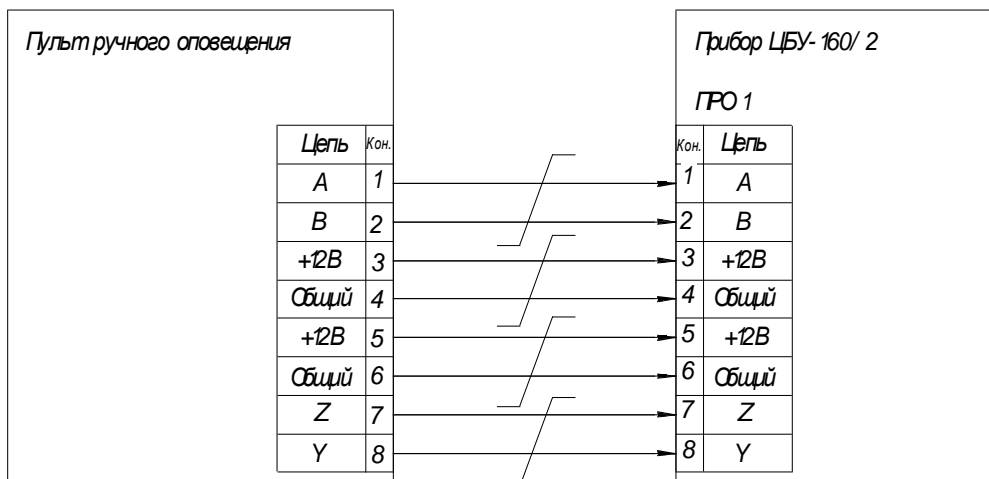 Пульт ручного оповещения
Прибор ЦБУ-160/2
ПРО 1
Цепь Кон.
А 1
В 2
+12В 3
Общий 4
+12В 5
Общий 6
Z 7
Y 8
Кон. Цепь
1 А
2 В
3 +12В
4 Общий
5 +12В
6 Общий
7 Z
8 Y